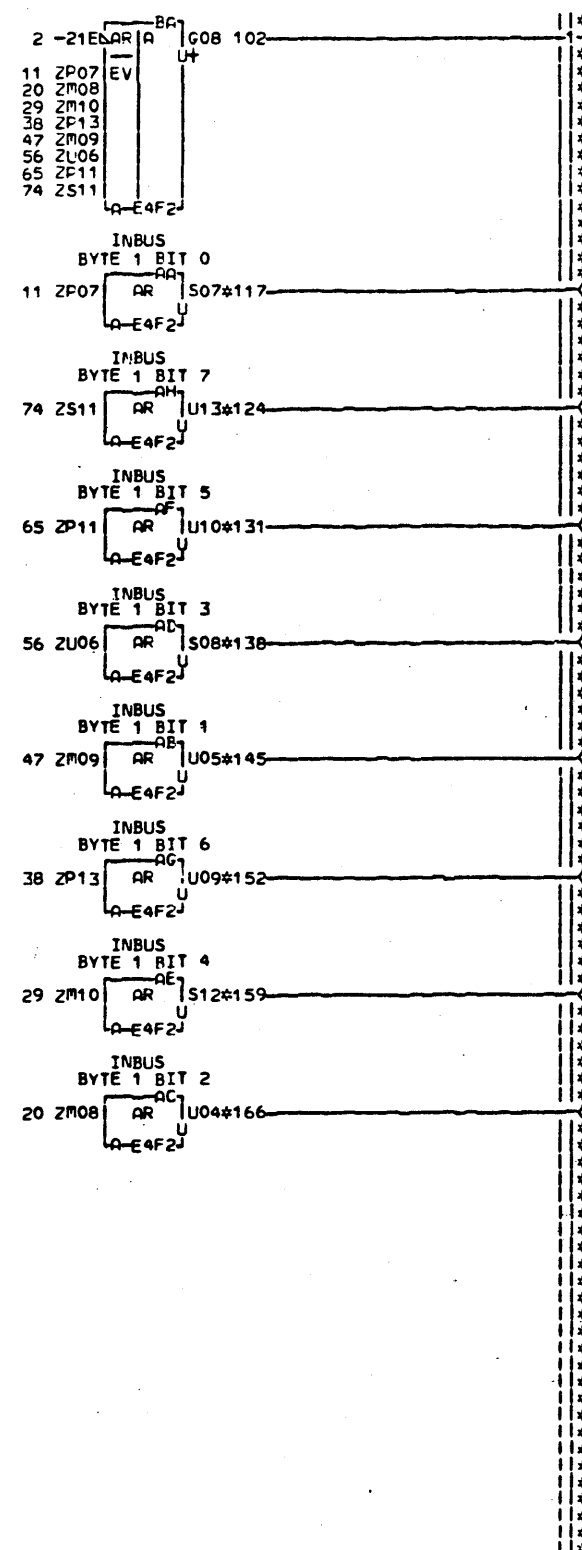 BA
2 -21E AR A G08 102 1
U+
11 ZP07 EV
20 ZM08
29 ZM10
38 ZP13
47 ZM09
56 ZU06
65 ZP11
74 ZS11
A-E4F2
INBUS
BYTE 1 BIT 0
AA
11 ZP07 AR S07*117
U
A-E4F2
INBUS
BYTE 1 BIT 7
AH
74 ZS11 AR U13*124
U
A-E4F2
INBUS
BYTE 1 BIT 5
AF
65 ZP11 AR U10*131
U
A-E4F2
INBUS
BYTE 1 BIT 3
AD
56 ZU06 AR S08*138
U
A-E4F2
INBUS
BYTE 1 BIT 1
AB
47 ZM09 AR U05*145
U
A-E4F2
INBUS
BYTE 1 BIT 6
AG
38 ZP13 AR U09*152
U
A-E4F2
INBUS
BYTE 1 BIT 4
AE
29 ZM10 AR S12*159
U
A-E4F2
INBUS
BYTE 1 BIT 2
AC
20 ZM08 AR U04*166
U
A-E4F2